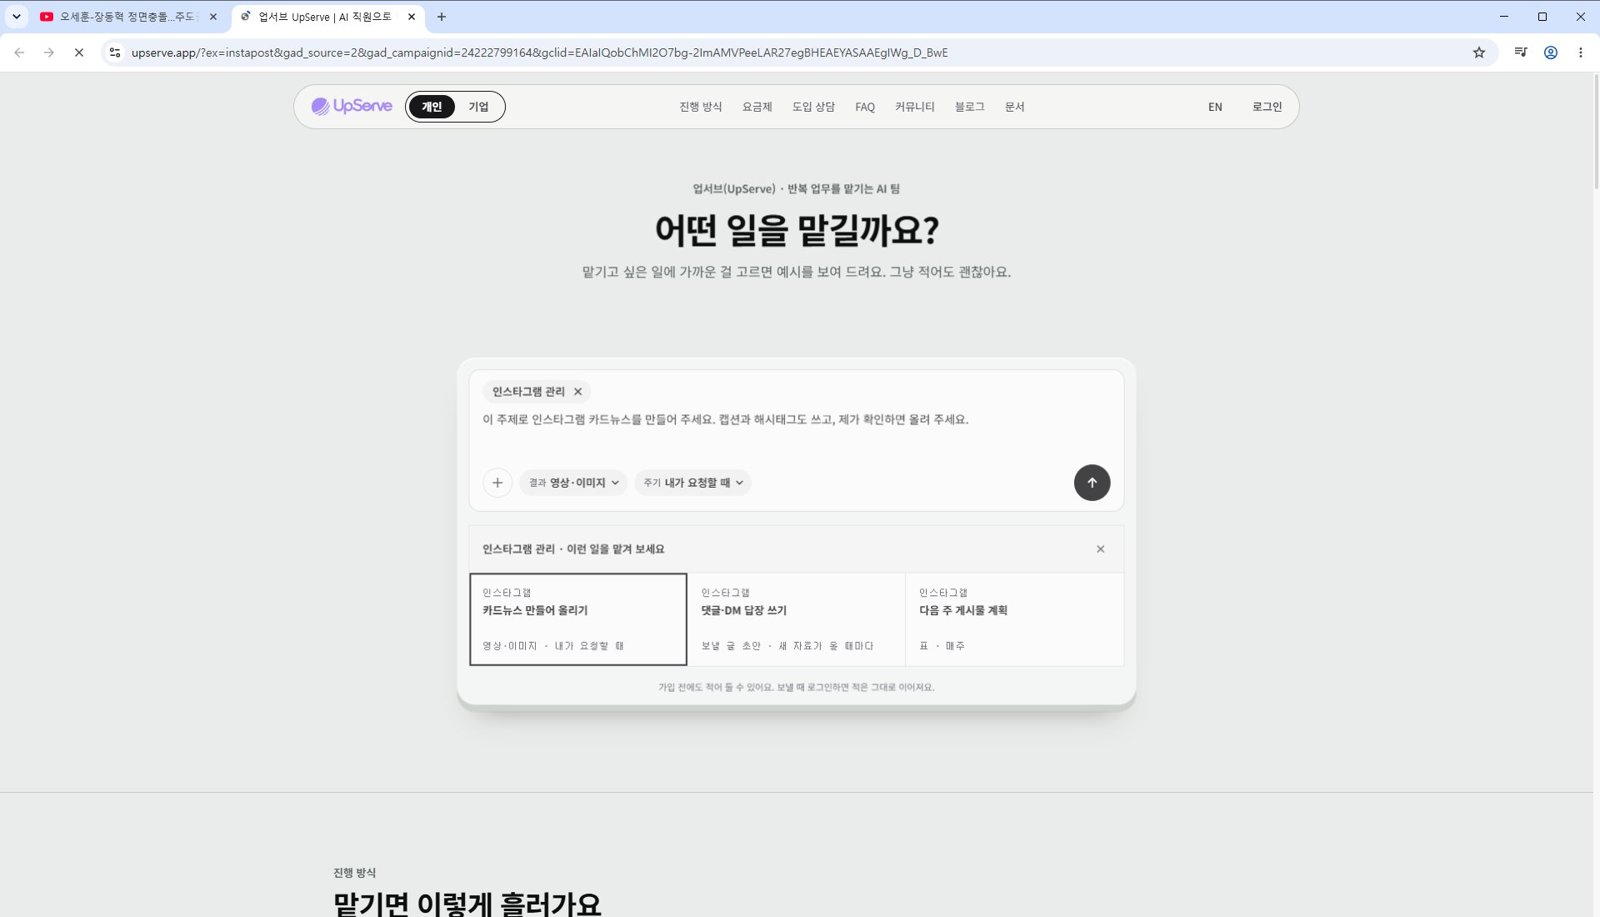 오세훈-장동혁 정면충돌...주도
업서브 UpServe | AI 직원으로
upserve.app/?ex=instapost&gad_source=2&gad_campaignid=24222799164&gclid=EAIaIQobChMI2O7bg-2ImAMVPeeLAR27egBHEAEYASAAEgIWg_D_BwE
UpServe 개인 기업 진행 방식 요금제 도입 상담 FAQ 커뮤니티 블로그 문서 EN 로그인
업서브(UpServe) · 반복 업무를 맡기는 AI 팀
어떤 일을 맡길까요?
맡기고 싶은 일에 가까운 걸 고르면 예시를 보여 드려요. 그냥 적어도 괜찮아요.
인스타그램 관리
이 주제로 인스타그램 카드뉴스를 만들어 주세요. 캡션과 해시태그도 쓰고, 제가 확인하면 올려 주세요.
결과 영상·이미지 주기 내가 요청할 때
인스타그램 관리 · 이런 일을 맡겨 보세요
인스타그램
카드뉴스 만들어 올리기
영상·이미지 · 내가 요청할 때
인스타그램
댓글·DM 답장 쓰기
보낼 글 초안 · 새 자료가 올 때마다
인스타그램
다음 주 게시물 계획
표 · 매주
가입 전에도 적어 둘 수 있어요. 보낼 때 로그인하면 적은 그대로 이어져요.
진행 방식
맡기면 이렇게 흘러가요